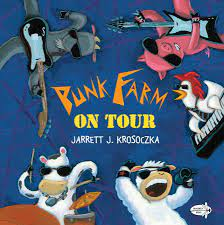 PUNK FARM
ON TOUR
JARRETT J. KROSOCZKA